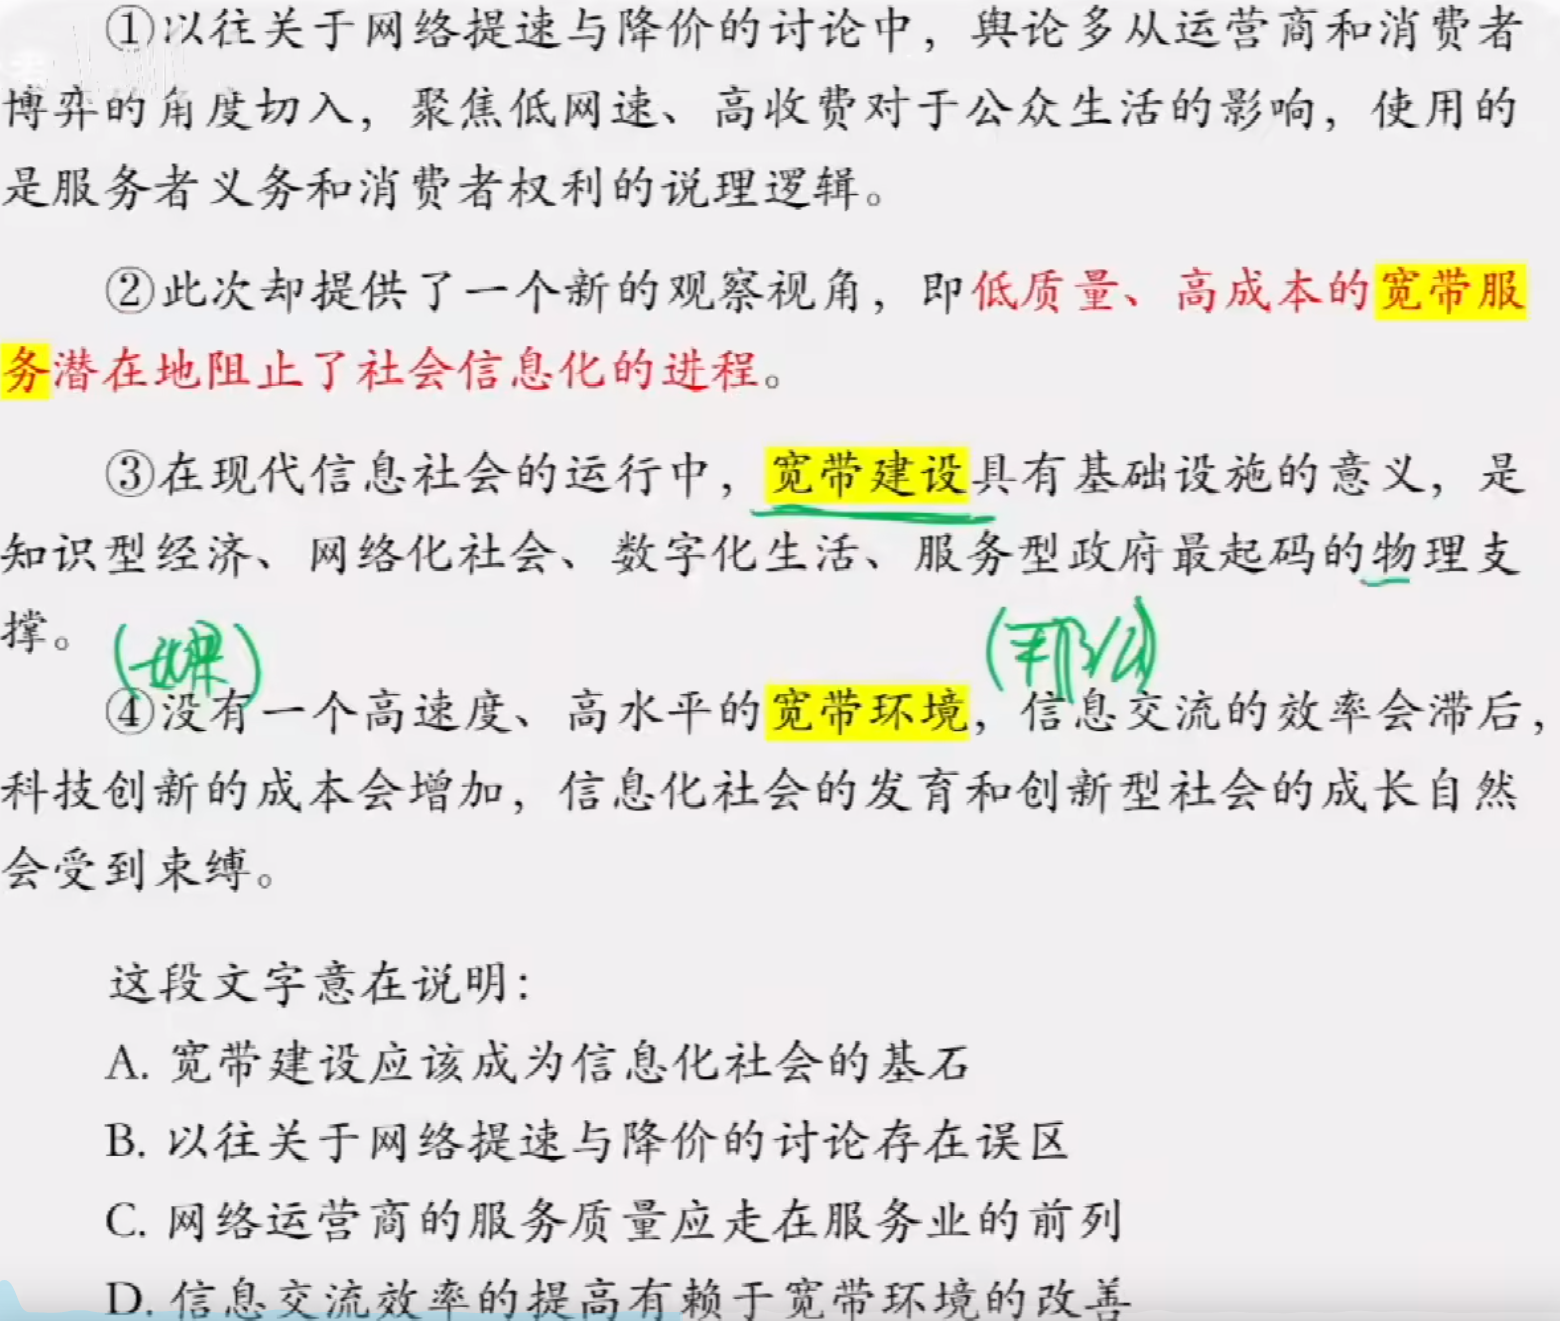 ①以往关于网络提速与降价的讨论中，舆论多从运营商和消费者
博弈的角度切入，聚焦低网速、高收费对于公众生活的影响，使用的
是服务者义务和消费者权利的说理逻辑。
②此次却提供了一个新的观察视角，即低质量、高成本的宽带服
务潜在地阻止了社会信息化的进程。
③在现代信息社会的运行中，宽带建设具有基础设施的意义，是
知识型经济、网络化社会、数字化生活、服务型政府最起码的物理支
撑。
④没有一个高速度、高水平的宽带环境，信息交流的效率会滞后，
科技创新的成本会增加，信息化社会的发育和创新型社会的成长自然
会受到束缚。
这段文字意在说明：
A. 宽带建设应该成为信息化社会的基石
B. 以往关于网络提速与降价的讨论存在误区
C. 网络运营商的服务质量应走在服务业的前列
D. 信息交流效率的提高有赖于宽带环境的改善